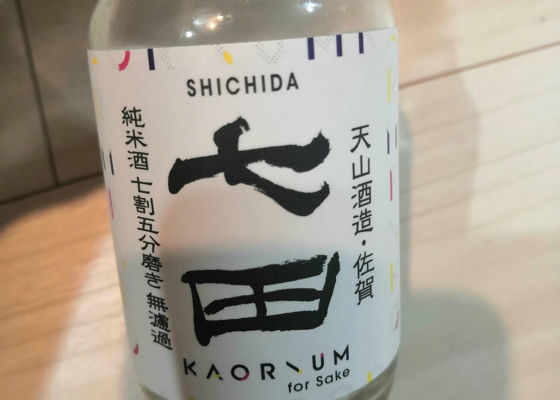 SHICHIDA
七田
天山酒造・佐賀
純米酒 七割五分磨き 無濾過
KAORIUM
for Sake